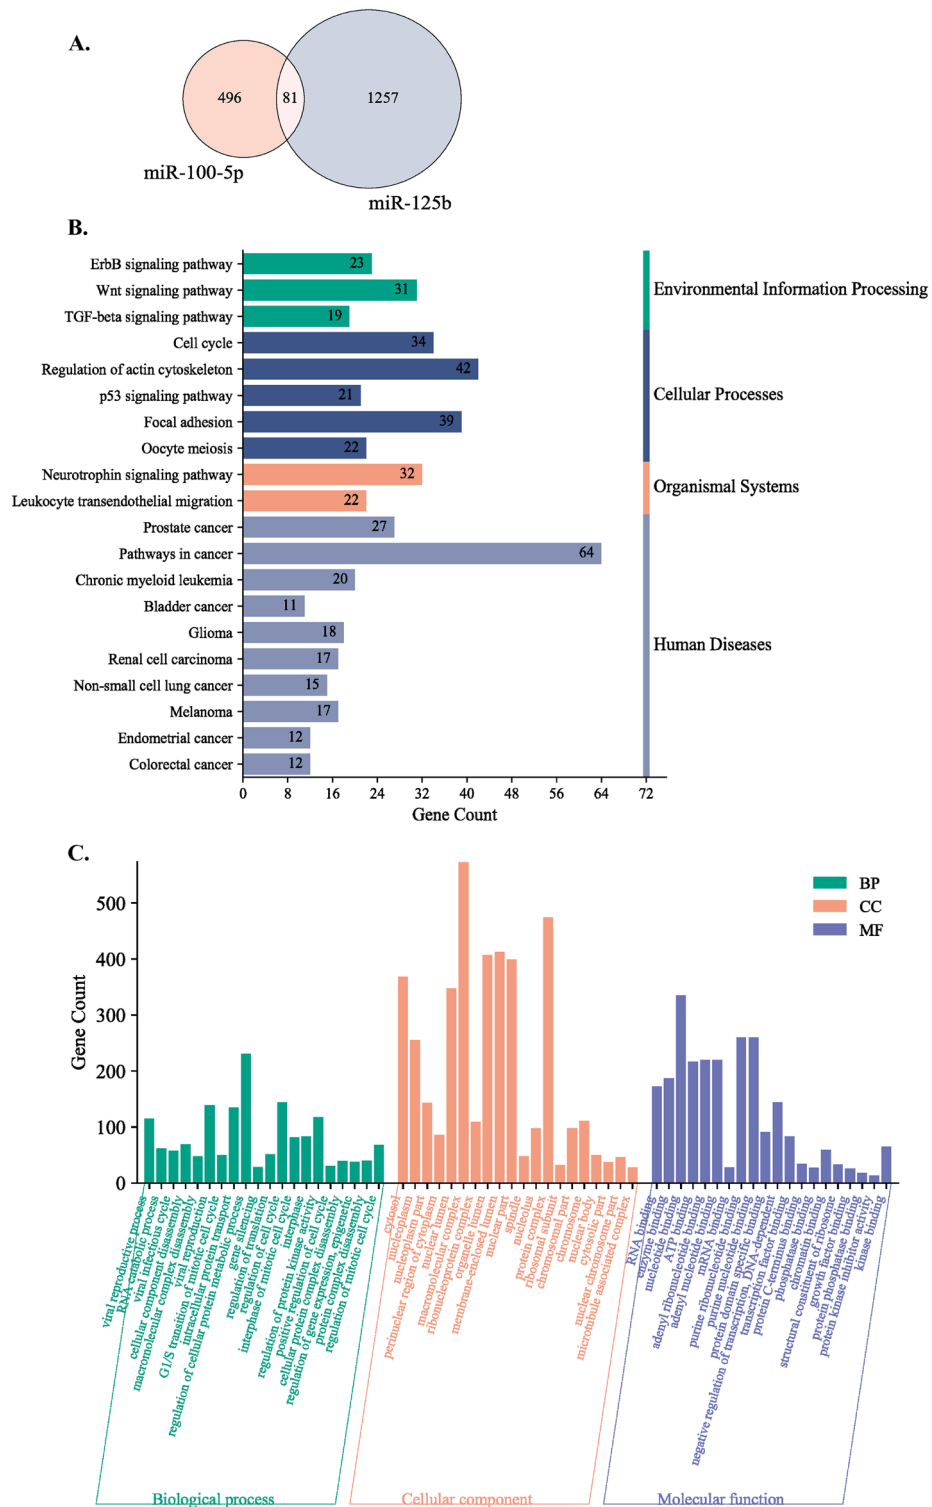 A.
496
81
1257
miR-100-5p
miR-125b
B.
ErbB signaling pathway
23
Wnt signaling pathway
31
TGF-beta signaling pathway
19
Environmental Information Processing
Cell cycle
34
Regulation of actin cytoskeleton
42
p53 signaling pathway
21
Focal adhesion
39
Oocyte meiosis
22
Cellular Processes
Neurotrophin signaling pathway
32
Leukocyte transendothelial migration
22
Organismal Systems
Prostate cancer
27
Pathways in cancer
64
Chronic myeloid leukemia
20
Bladder cancer
11
Glioma
18
Renal cell carcinoma
17
Non-small cell lung cancer
15
Melanoma
17
Endometrial cancer
12
Colorectal cancer
12
Human Diseases
0 8 16 24 32 40 48 56 64 72
Gene Count
C.
BP
CC
MF
Gene Count
500
400
300
200
100
0
viral reproductive process
RNA catabolic process
viral infectious cycle
cellular component disassembly
macromolecular complex disassembly
viral reproduction
G1/S transition of mitotic cell cycle
intracellular protein transport
regulation of cellular protein metabolic process
gene silencing
regulation of translation
regulation of cell cycle
interphase of mitotic cell cycle
interphase
regulation of protein kinase activity
positive regulation of cell cycle
cellular protein complex disassembly
regulation of gene expression, epigenetic
protein complex disassembly
regulation of mitotic cell cycle
cytosol
nucleoplasm
nucleoplasm part
perinuclear region of cytoplasm
nuclear lumen
macromolecular complex
ribonucleoprotein complex
organelle lumen
membrane-enclosed lumen
nuclear part
spindle
nucleolus
protein complex
ribosomal subunit
chromosomal part
chromosome
nuclear body
cytosolic part
nuclear chromosome part
microtubule associated complex
RNA binding
enzyme binding
nucleotide binding
ATP binding
adenyl ribonucleotide binding
adenyl nucleotide binding
mRNA binding
purine ribonucleotide binding
purine nucleotide binding
protein domain specific binding
negative regulation of transcription, DNA-dependent
transcription factor binding
protein C-terminus binding
phosphatase binding
chromatin binding
structural constituent of ribosome
growth factor binding
protein phosphatase binding
protein kinase inhibitor activity
kinase binding
Biological process
Cellular component
Molecular function